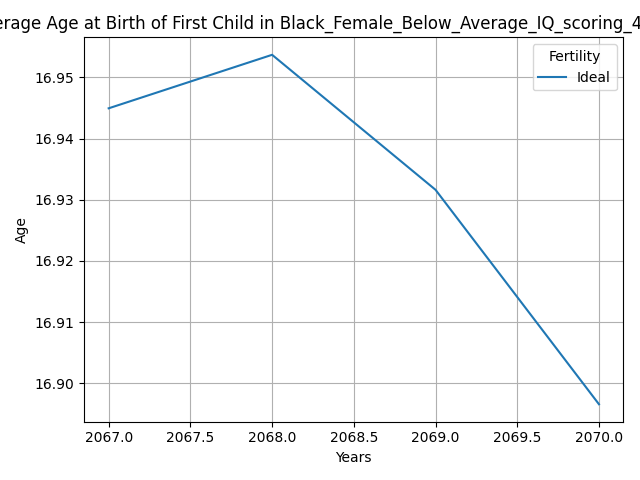 erage Age at Birth of First Child in Black_Female_Below_Average_IQ_scoring_4
Fertility
Ideal
16.95
16.94
16.93
16.92
16.91
16.90
Age
2067.0 2067.5 2068.0 2068.5 2069.0 2069.5 2070.0
Years